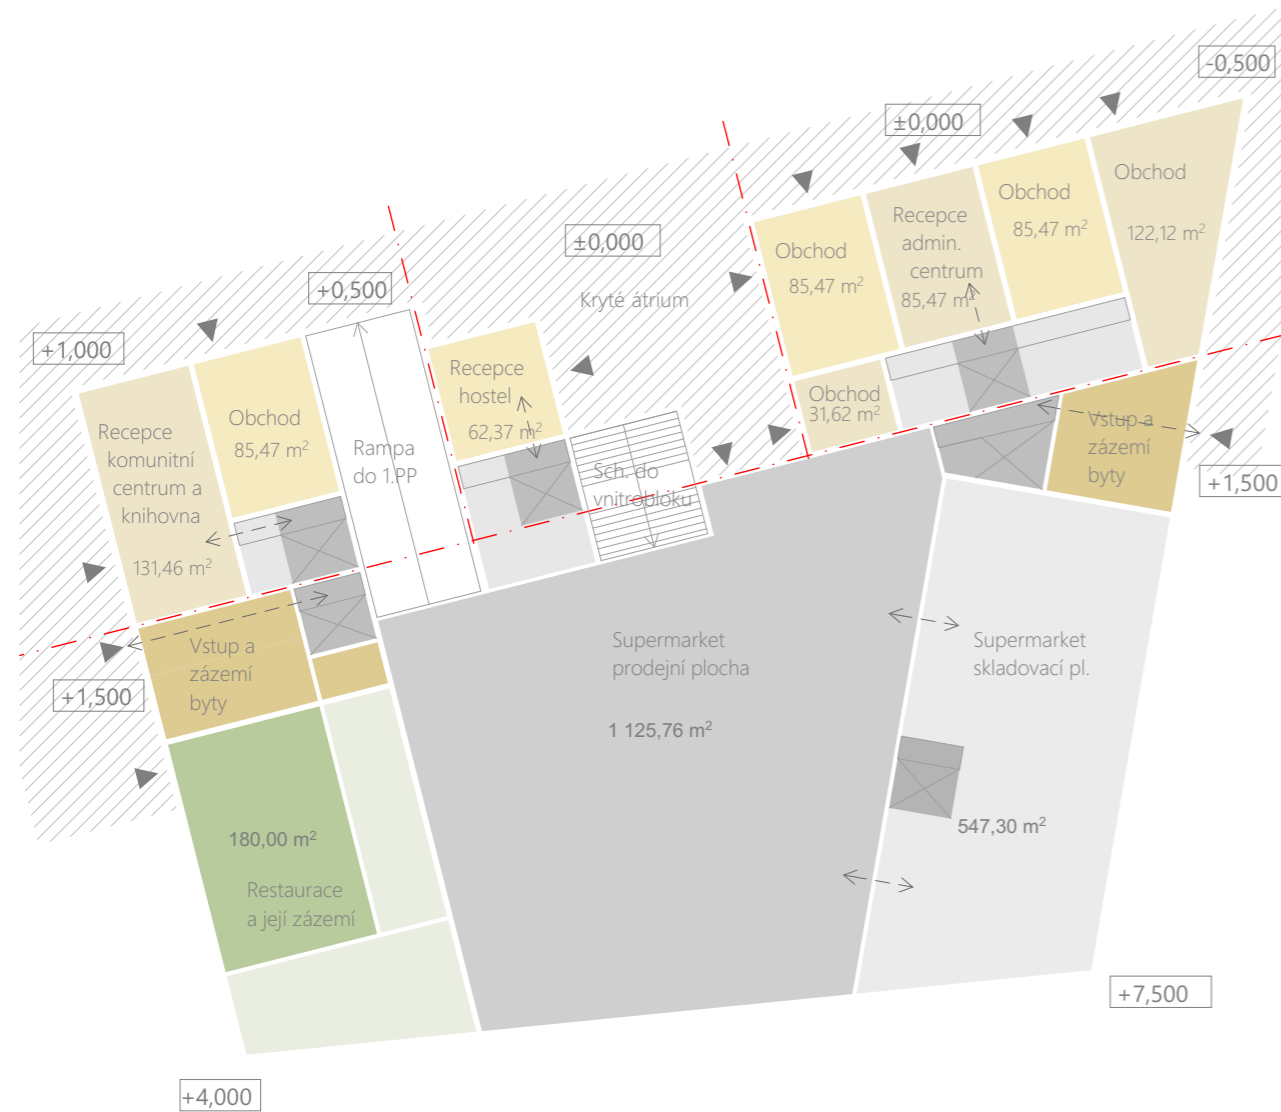 -0,500
±0,000
Obchod
122,12 m²
Obchod
85,47 m²
Recepce
admin.
centrum
85,47 m²
Obchod
85,47 m²
±0,000
Kryté átrium
+0,500
+1,000
Recepce
hostel
62,37 m²
Obchod
31,62 m²
Obchod
85,47 m²
Recepce
komunitní
centrum a
knihovna
131,46 m²
Rampa
do 1.PP
Sch. do
vnitrobloku
Vstup a
zázemí
byty
+1,500
Vstup a
zázemí
byty
+1,500
Supermarket
prodejní plocha
1 125,76 m²
Supermarket
skladovací pl.
547,30 m²
180,00 m²
Restaurace
a její zázemí
+7,500
+4,000